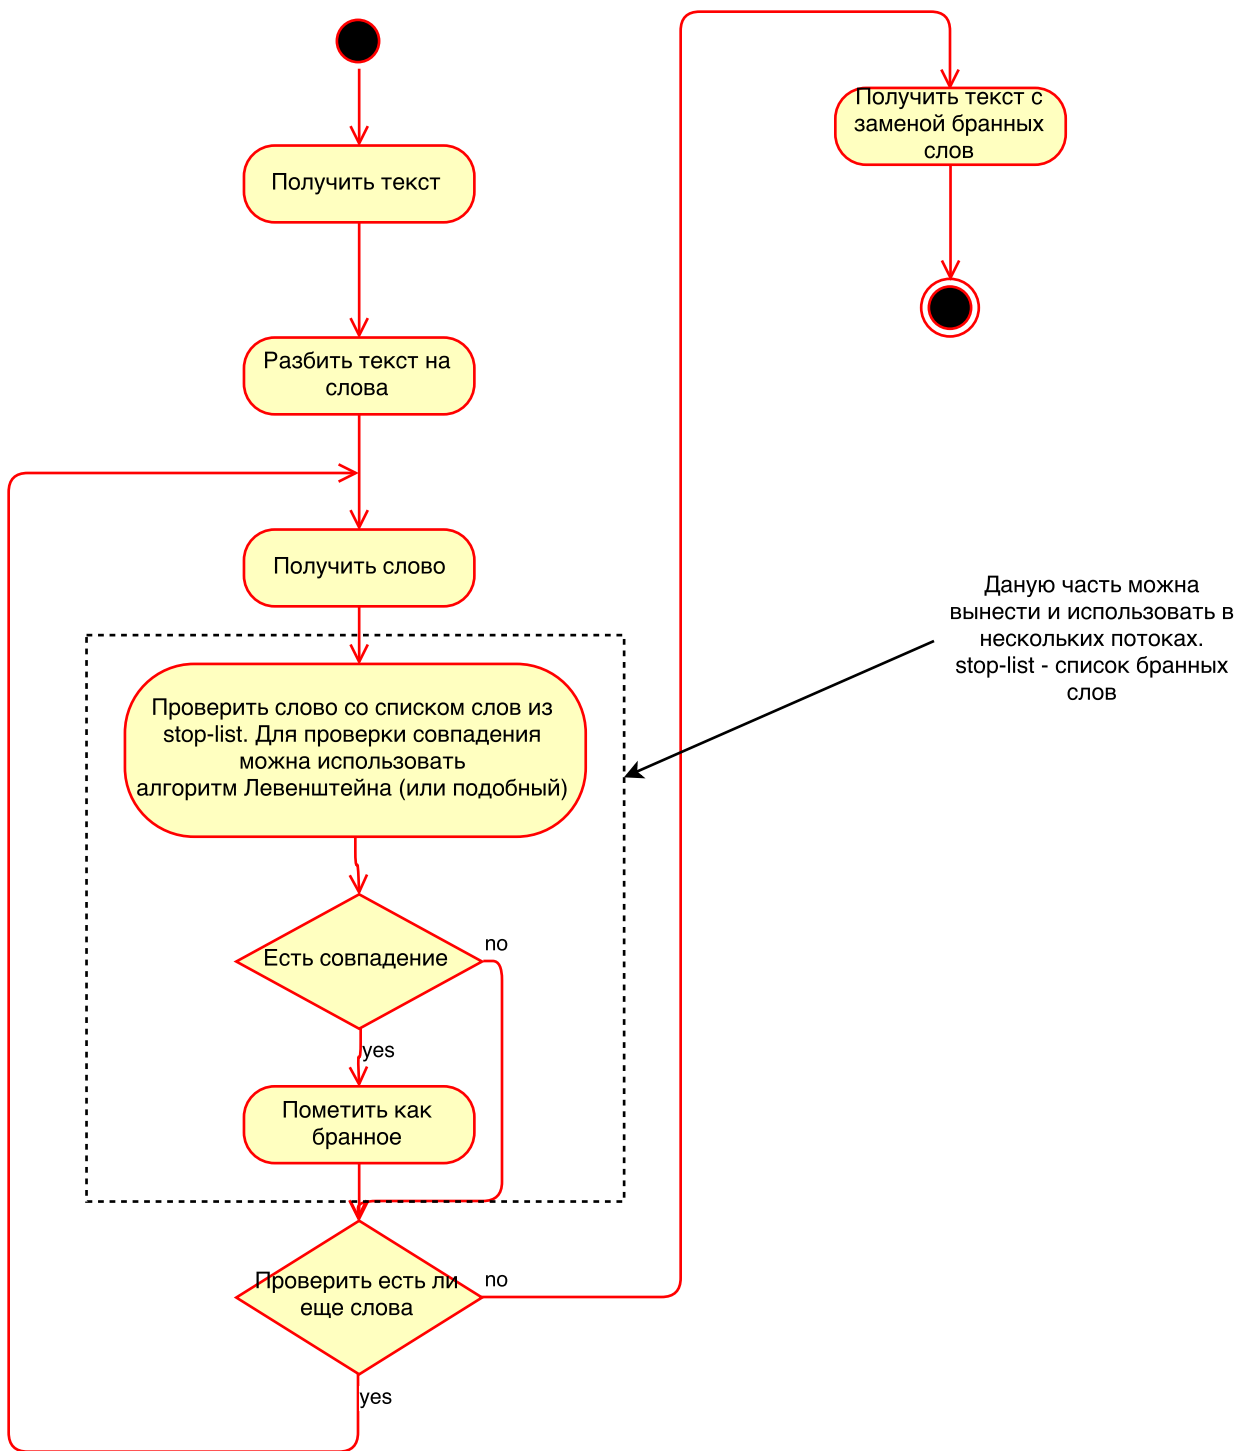 Получить текст
Разбить текст на
слова
Получить слово
Проверить слово со списком слов из
stop-list. Для проверки совпадения
можна использовать
алгоритм Левенштейна (или подобный)
Есть совпадение
no
yes
Пометить как
бранное
Проверить есть ли
еще слова
no
yes
Получить текст с
заменой бранных
слов
Даную часть можна
вынести и использовать в
нескольких потоках.
stop-list - список бранных
слов